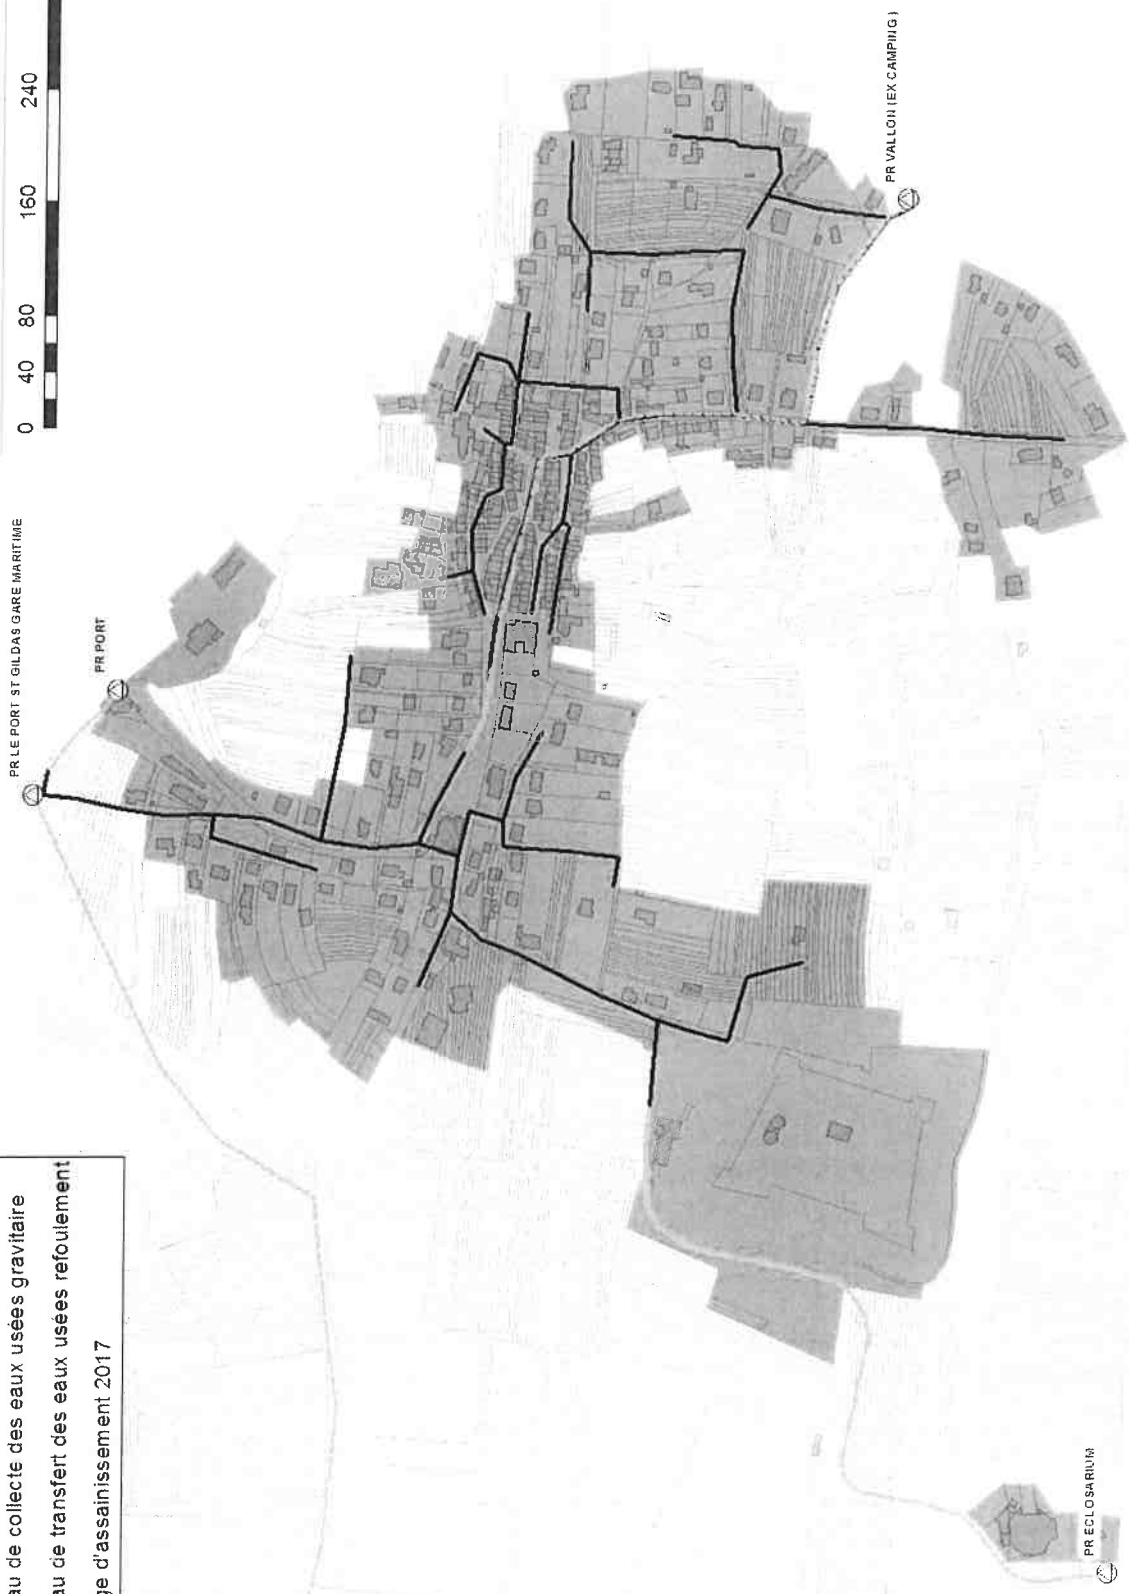 au de collecte des eaux usées gravitaire
au de transfert des eaux usées refoulement
ge d'assainissement 2017
PR LE PORT ST GILDAS GARE MARITIME
PR PORT
0 40 80 160 240
PR VALLON (EX CAMPING)
PR ECLOSARIUM